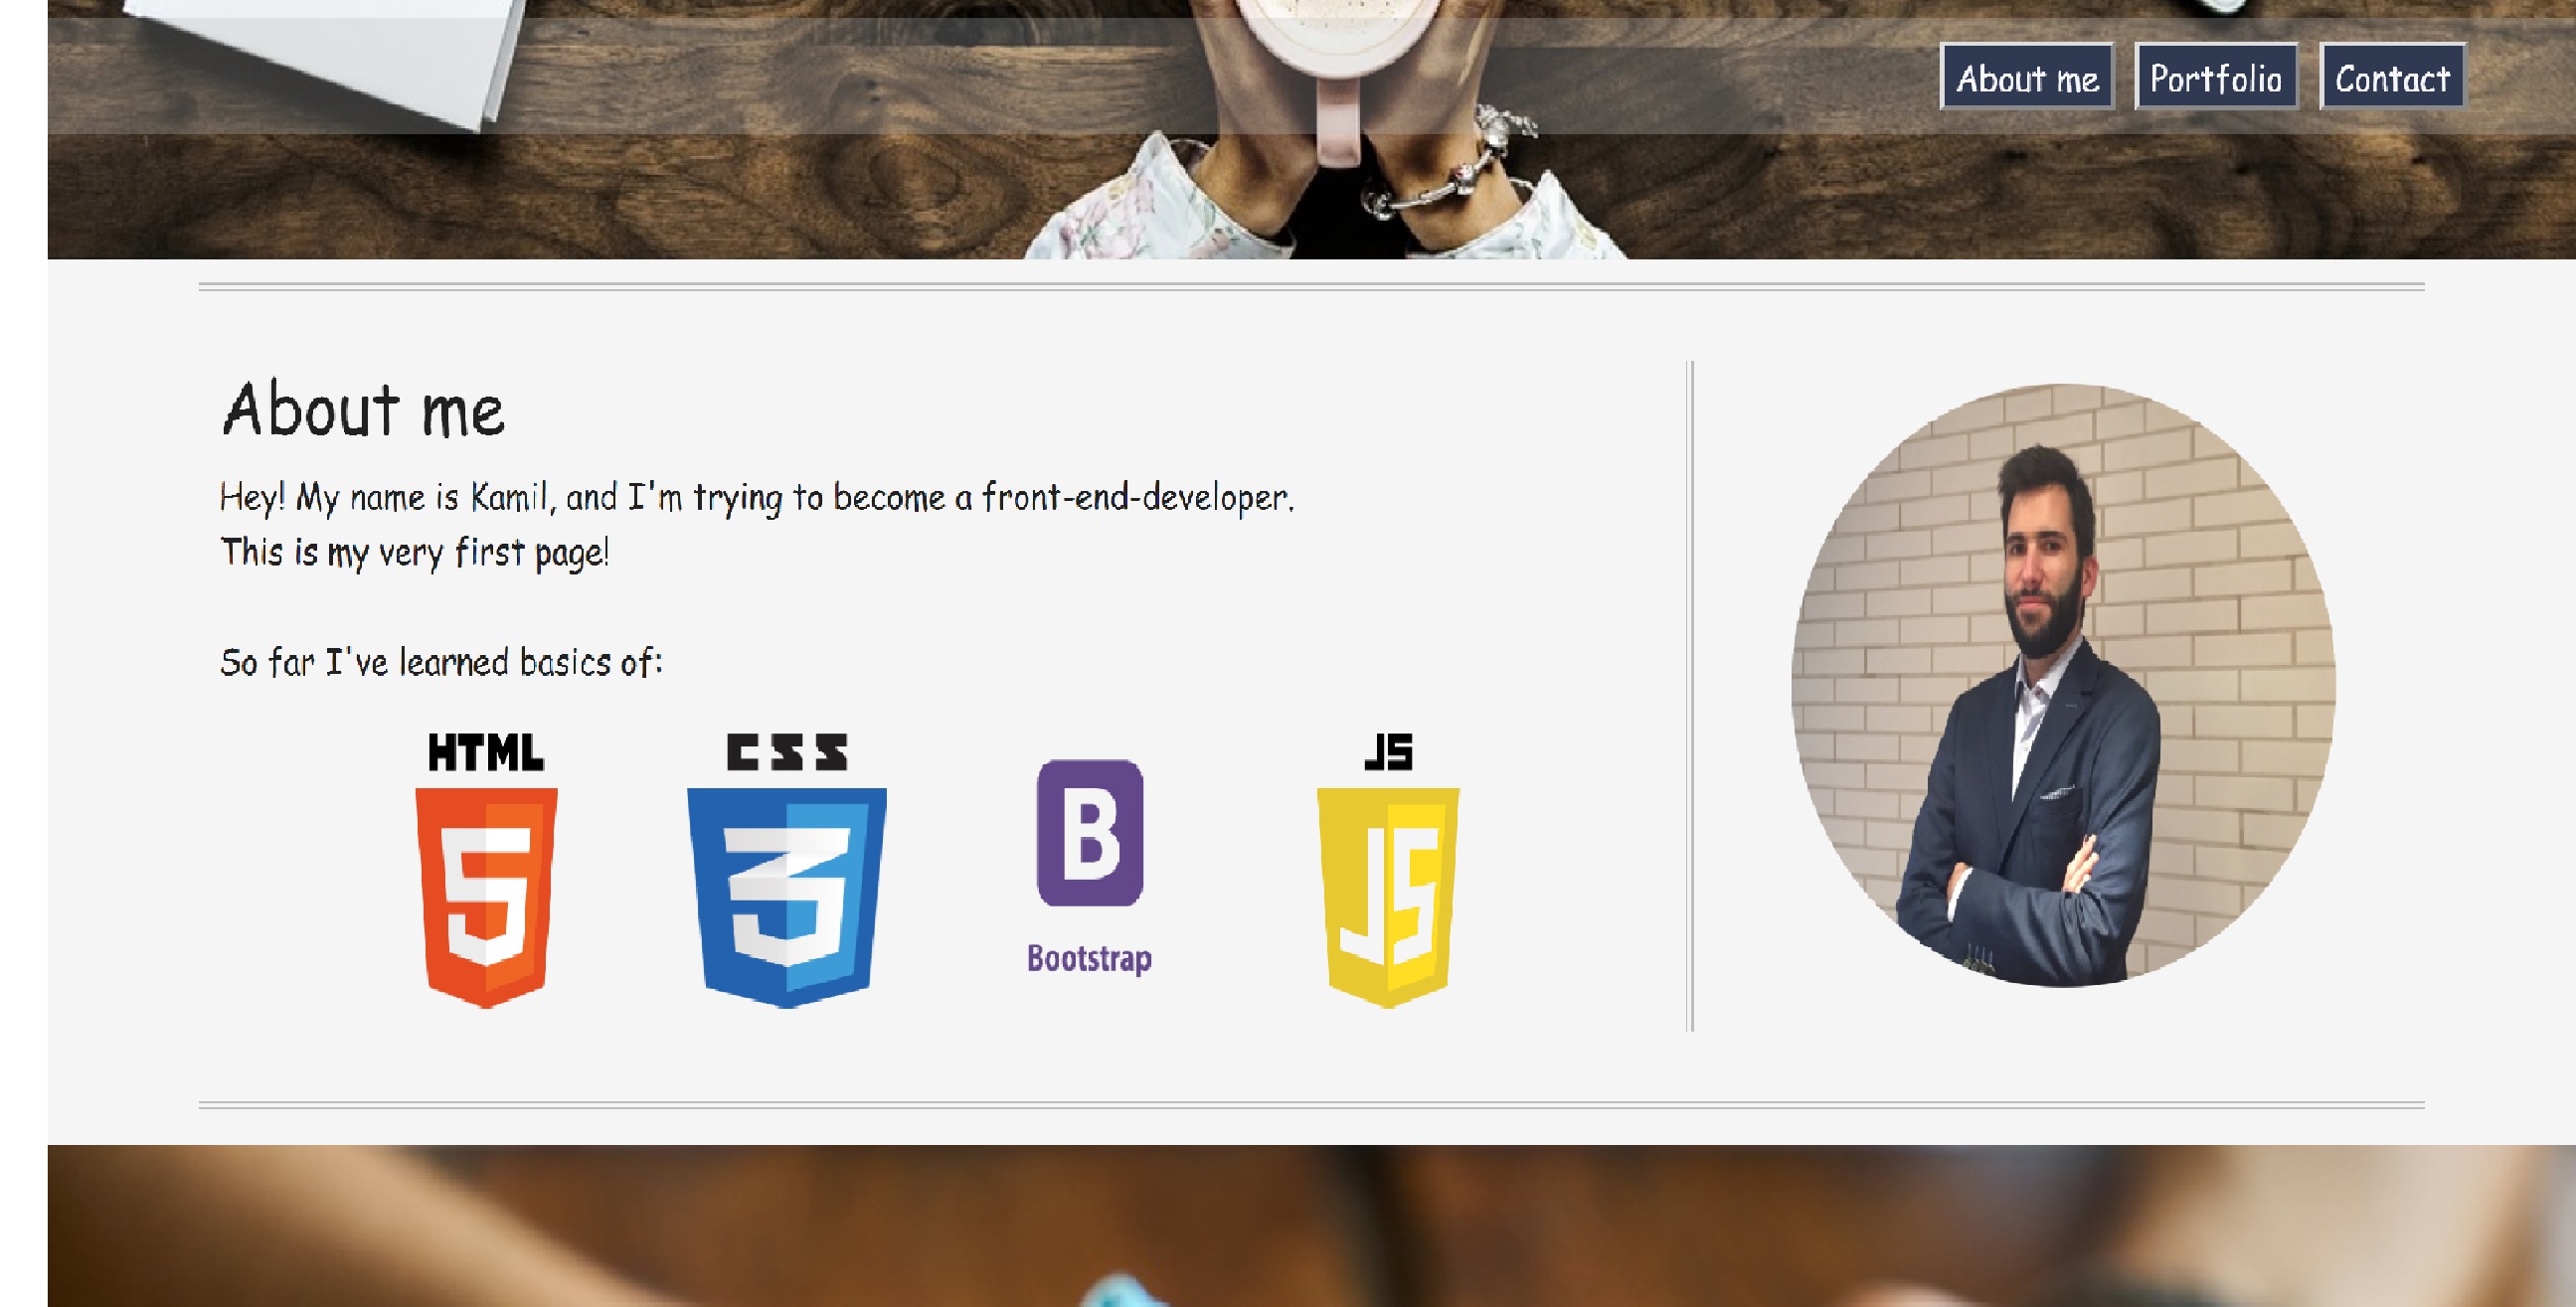 About me
Portfolio
Contact
About me
Hey! My name is Kamil, and I'm trying to become a front-end-developer.
This is my very first page!
So far I've learned basics of:
HTML
5
CSS
3
B
Bootstrap
JS
JS